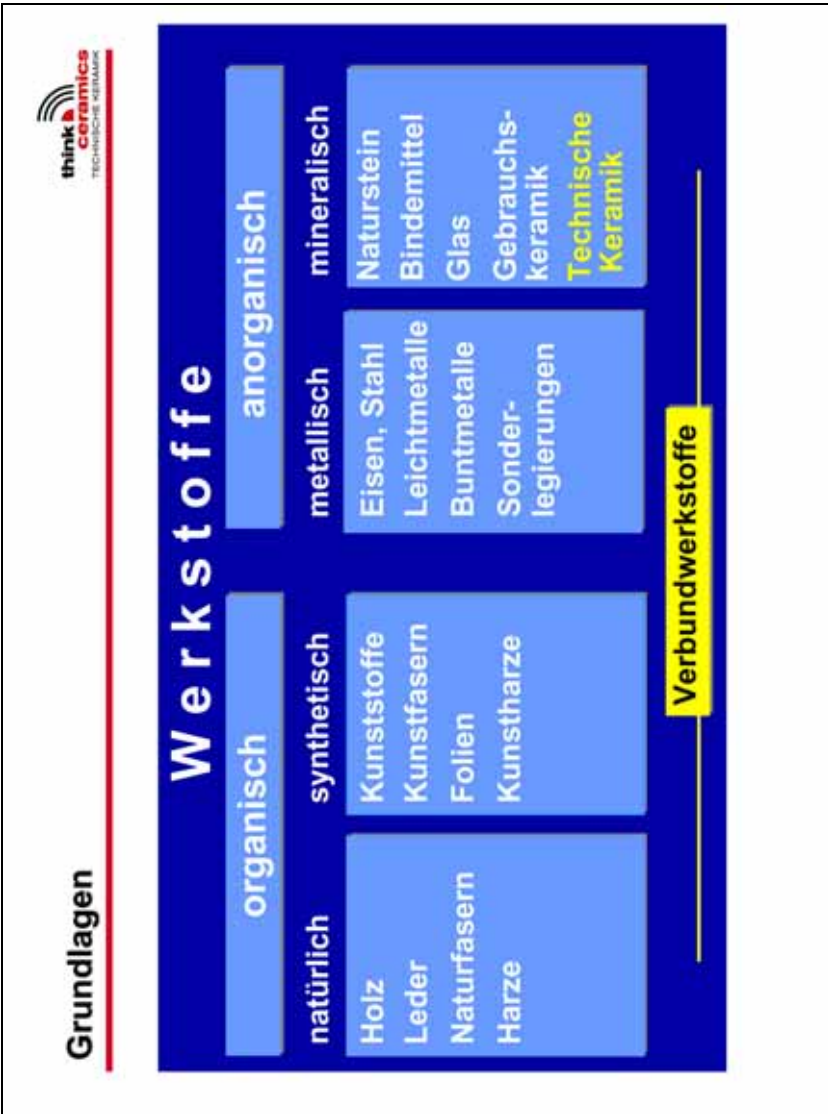 Grundlagen
think
ceramics
TECHNISCHE KERAMIK
Werkstoffe
organisch
anorganisch
natürlich
synthetisch
metallisch
mineralisch
Holz
Leder
Naturfasern
Harze
Kunststoffe
Kunstfasern
Folien
Kunstharze
Eisen, Stahl
Leichtmetalle
Buntmetalle
Sonder-
legierungen
Naturstein
Bindemittel
Glas
Gebrauchs-
keramik
Technische
Keramik
Verbundwerkstoffe